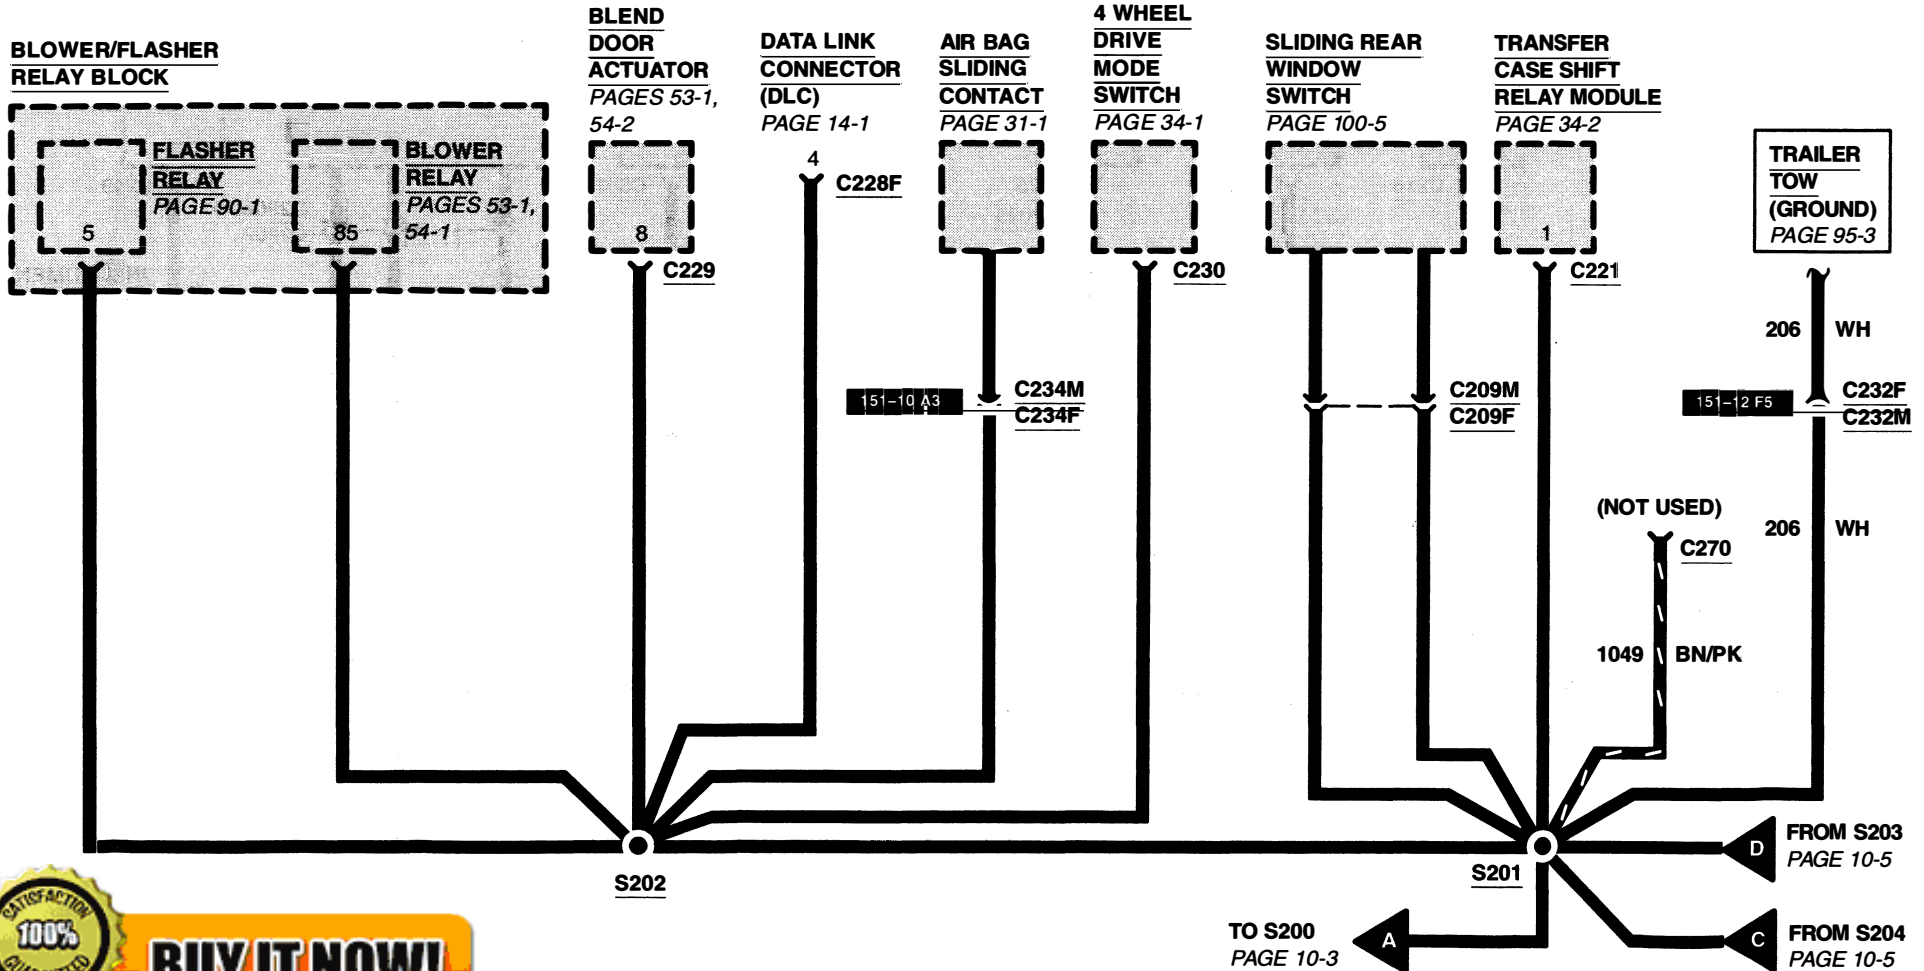 BLOWER/FLASHER
RELAY BLOCK
FLASHER
RELAY
PAGE 90-1
5
BLOWER
RELAY
PAGES 53-1,
54-1
85
BLEND
DOOR
ACTUATOR
PAGES 53-1,
54-2
8
C229
DATA LINK
CONNECTOR
(DLC)
PAGE 14-1
4
C228F
AIR BAG
SLIDING
CONTACT
PAGE 31-1
151-10 A3
C234M
C234F
4 WHEEL
DRIVE
MODE
SWITCH
PAGE 34-1
C230
SLIDING REAR
WINDOW
SWITCH
PAGE 100-5
C209M
C209F
TRANSFER
CASE SHIFT
RELAY MODULE
PAGE 34-2
1
C221
TRAILER
TOW
(GROUND)
PAGE 95-3
206 WH
151-12 F5
C232F
C232M
(NOT USED)
C270
206 WH
1049 BN/PK
S202
S201
D
FROM S203
PAGE 10-5
TO S200
PAGE 10-3
A
C
FROM S204
PAGE 10-5
SATISFACTION
100%
GUARANTEED
BUY IT NOW!